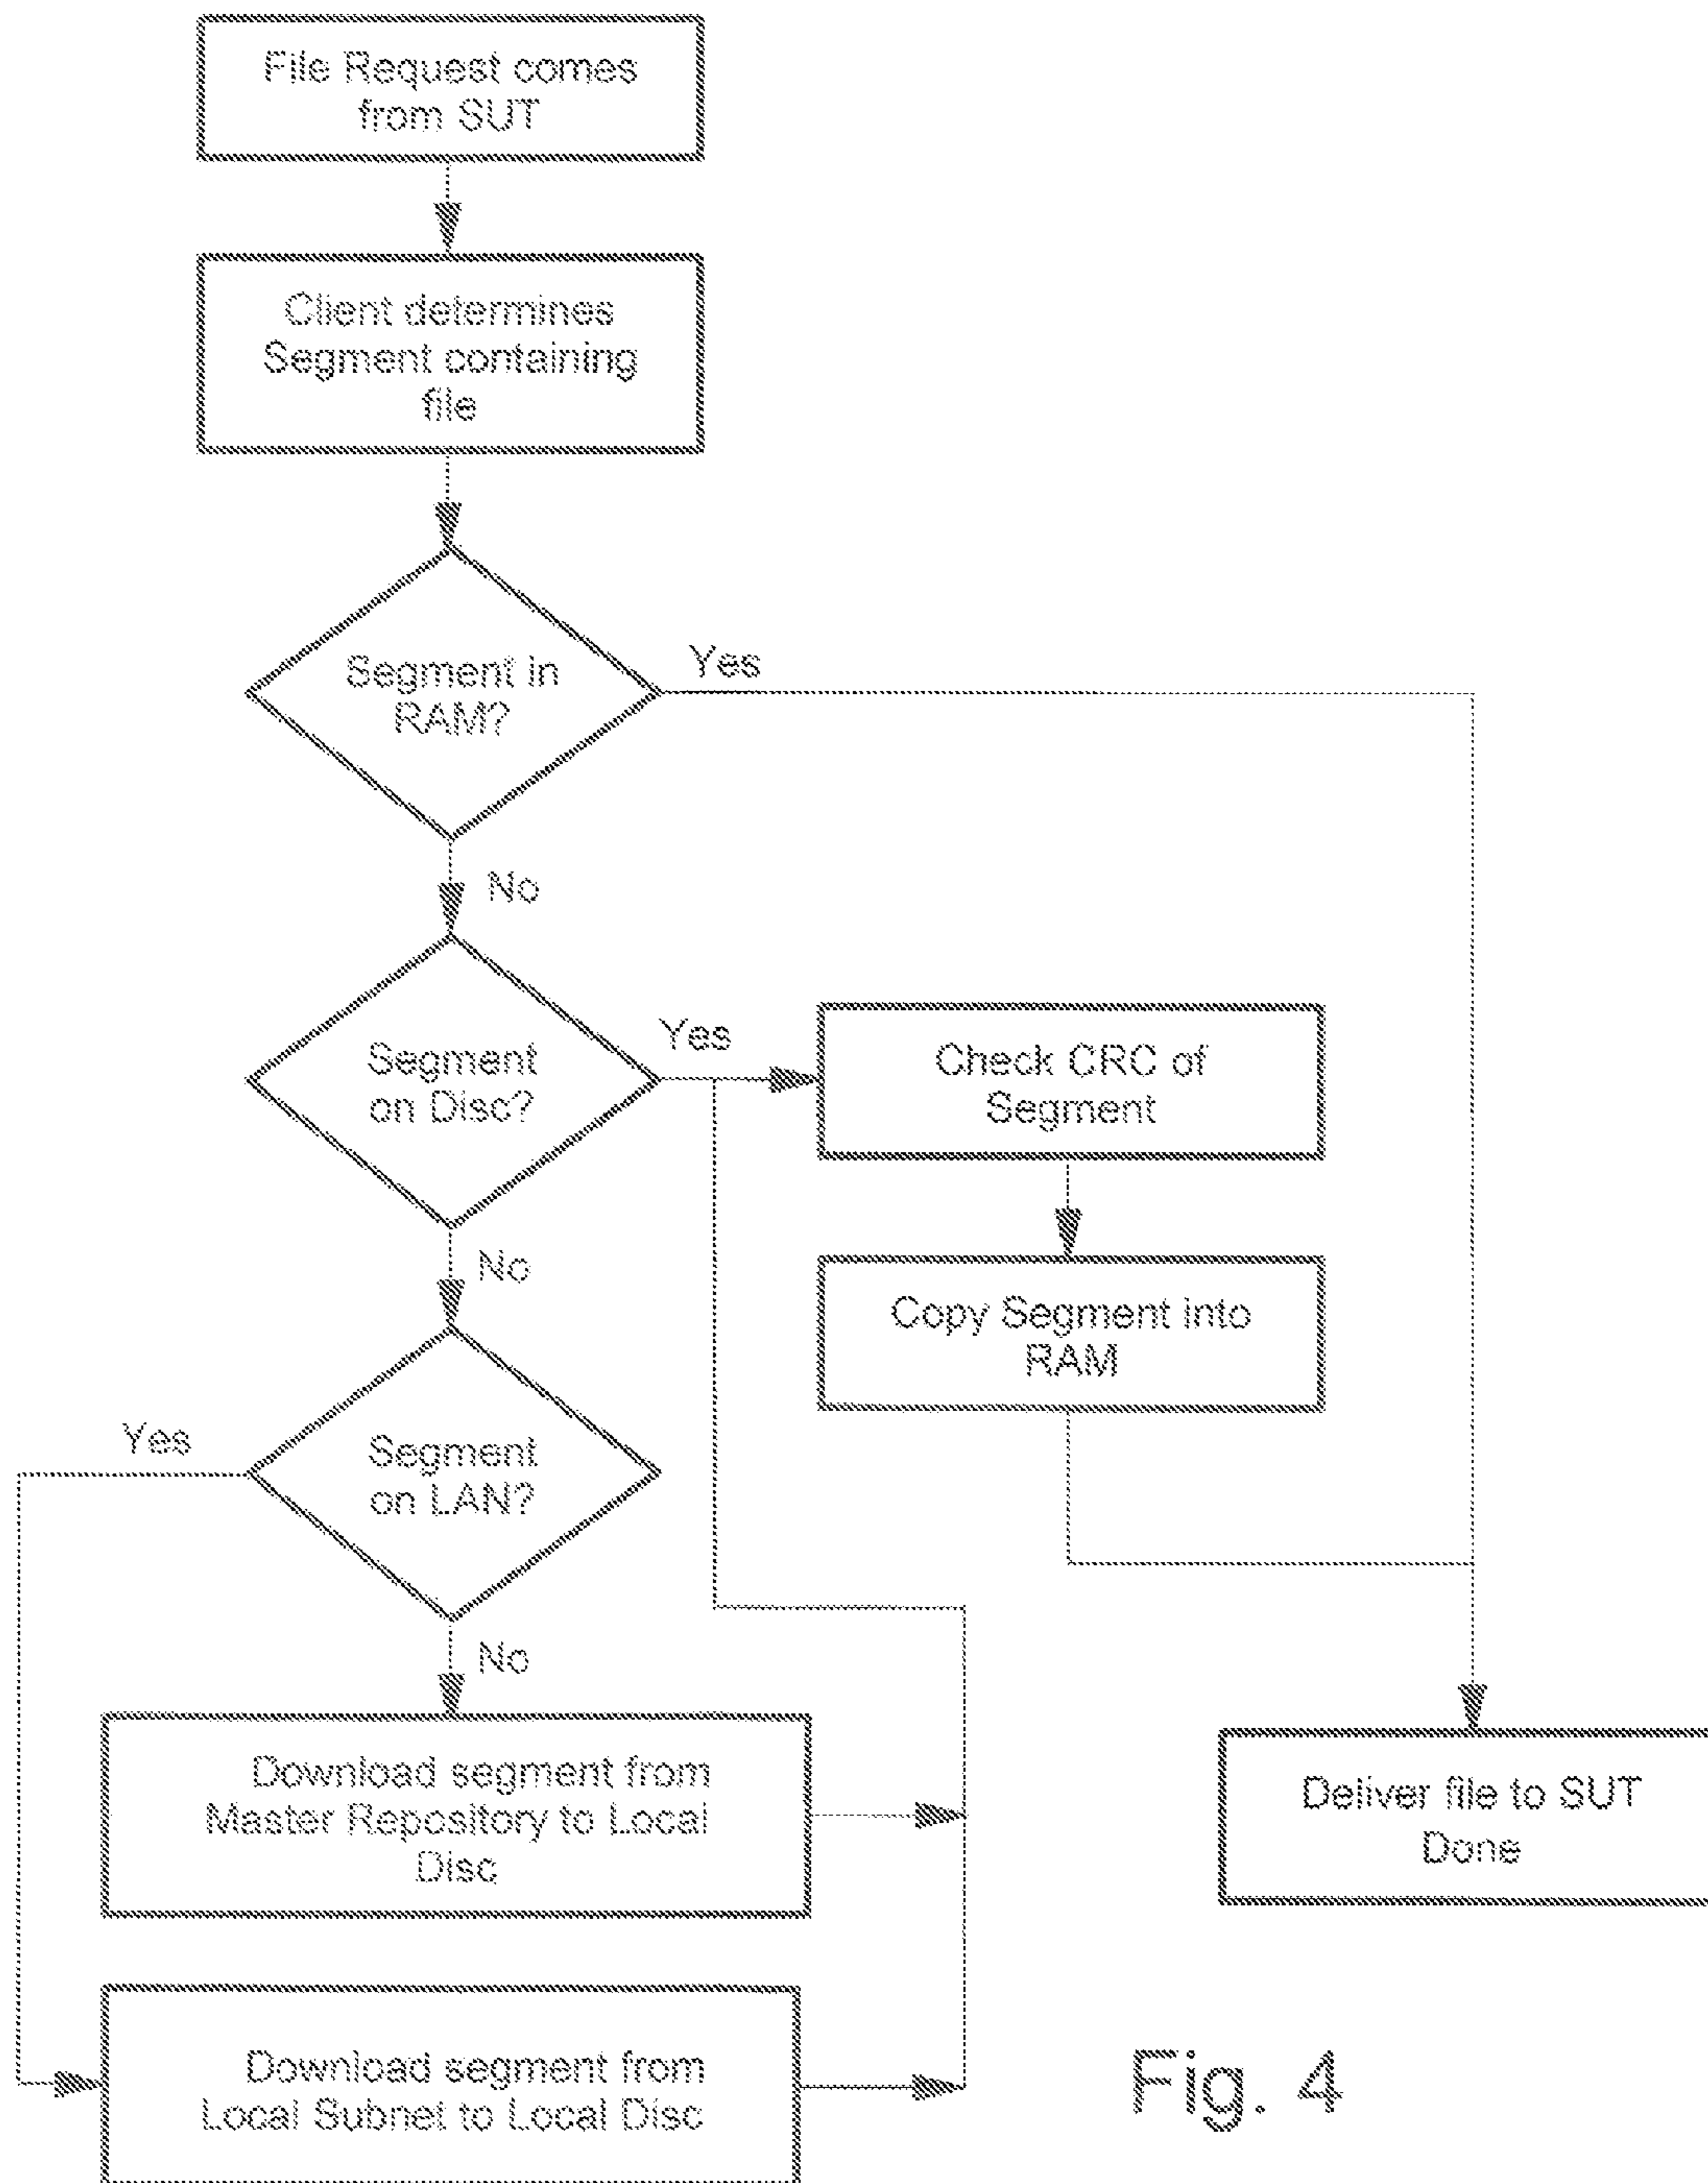 File Request comes
from SUT
Client determines
Segment containing
file
Segment in
RAM?
Yes
No
Segment
on Disc?
Yes
Check CRC of
Segment
Copy Segment into
RAM
No
Segment
on LAN?
Yes
No
Download segment from
Master Repository to Local
Disc
Deliver file to SUT
Done
Download segment from
Local Subnet to Local Disc
Fig. 4